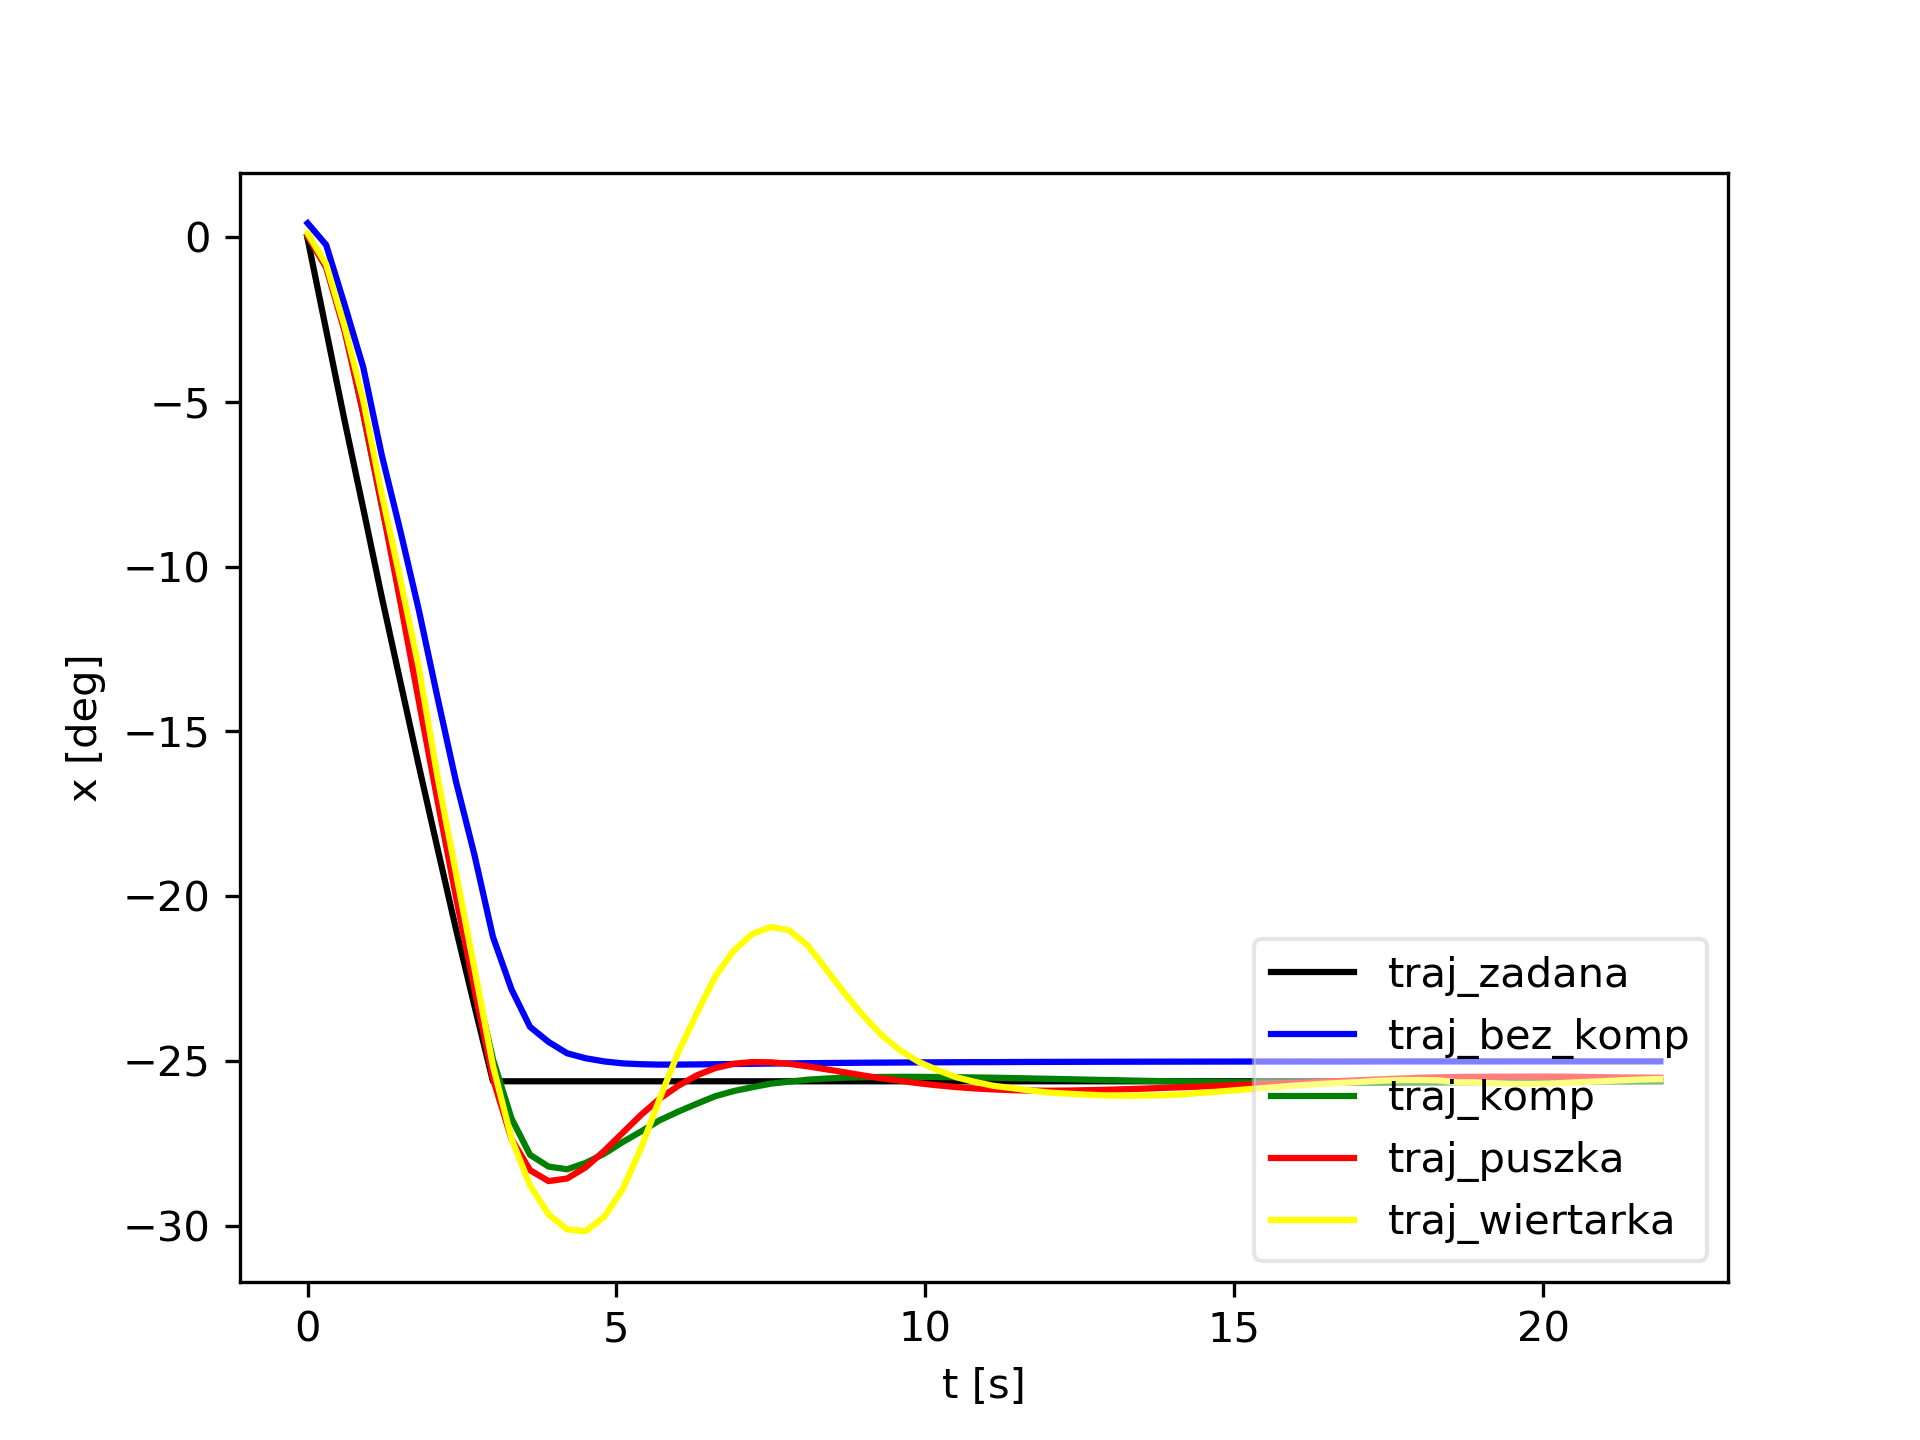 0
−5
−10
−15
−20
−25
−30
x [deg]
traj_zadana
traj_bez_komp
traj_komp
traj_puszka
traj_wiertarka
0 5 10 15 20
t [s]